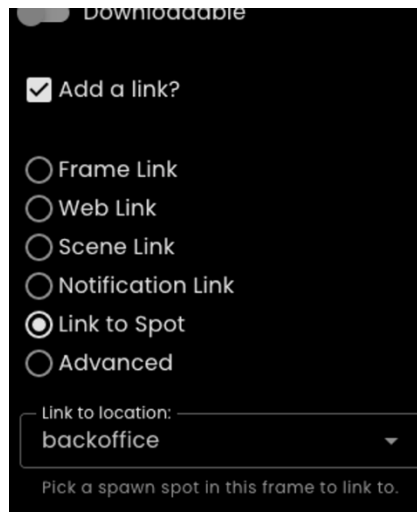 Downloadable
Add a link?
Frame Link
Web Link
Scene Link
Notification Link
Link to Spot
Advanced
Link to location:
backoffice
Pick a spawn spot in this frame to link to.